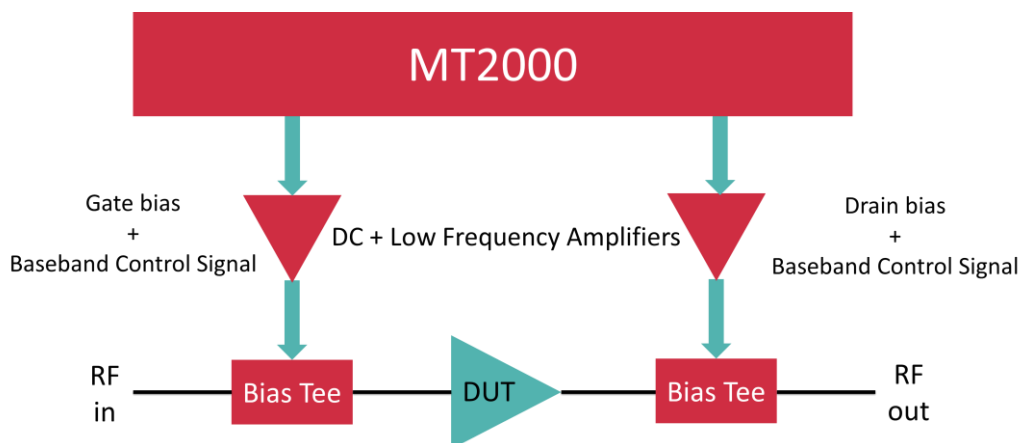 MT2000
Gate bias
+
Baseband Control Signal
DC + Low Frequency Amplifiers
Drain bias
+
Baseband Control Signal
RF
in
Bias Tee
DUT
Bias Tee
RF
out